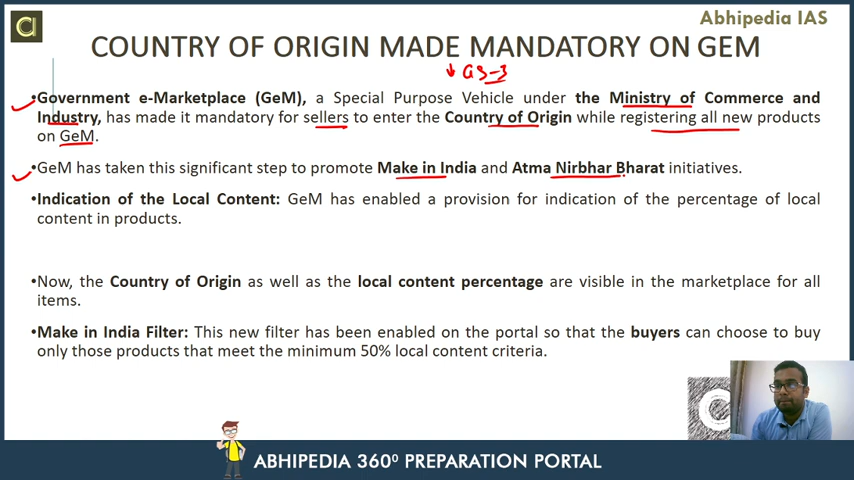 Abhipedia IAS
COUNTRY OF ORIGIN MADE MANDATORY ON GEM
GS-3
•Government e-Marketplace (GeM), a Special Purpose Vehicle under the Ministry of Commerce and
Industry, has made it mandatory for sellers to enter the Country of Origin while registering all new products
on GeM.
•GeM has taken this significant step to promote Make in India and Atma Nirbhar Bharat initiatives.
•Indication of the Local Content: GeM has enabled a provision for indication of the percentage of local
content in products.
•Now, the Country of Origin as well as the local content percentage are visible in the marketplace for all
items.
•Make in India Filter: This new filter has been enabled on the portal so that the buyers can choose to buy
only those products that meet the minimum 50% local content criteria.
ABHIPEDIA 360⁰ PREPARATION PORTAL